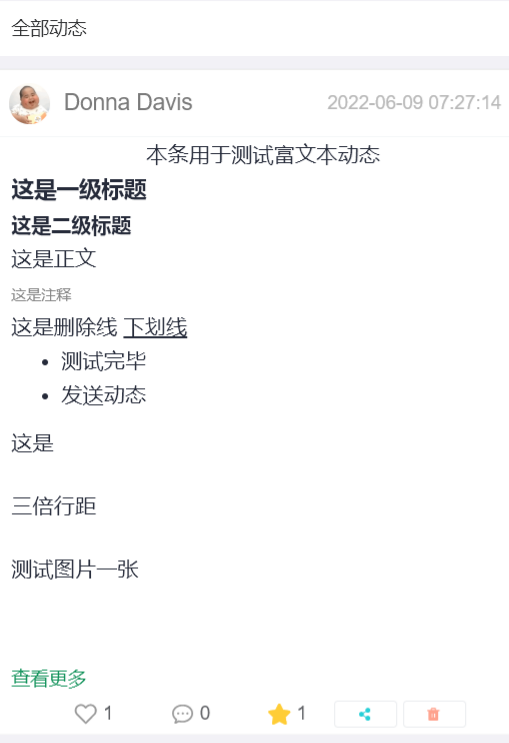 全部动态
Donna Davis 2022-06-09 07:27:14
本条用于测试富文本动态
这是一级标题
这是二级标题
这是正文
这是注释
这是删除线 下划线
• 测试完毕
• 发送动态
这是
三倍行距
测试图片一张
查看更多
1 0 1